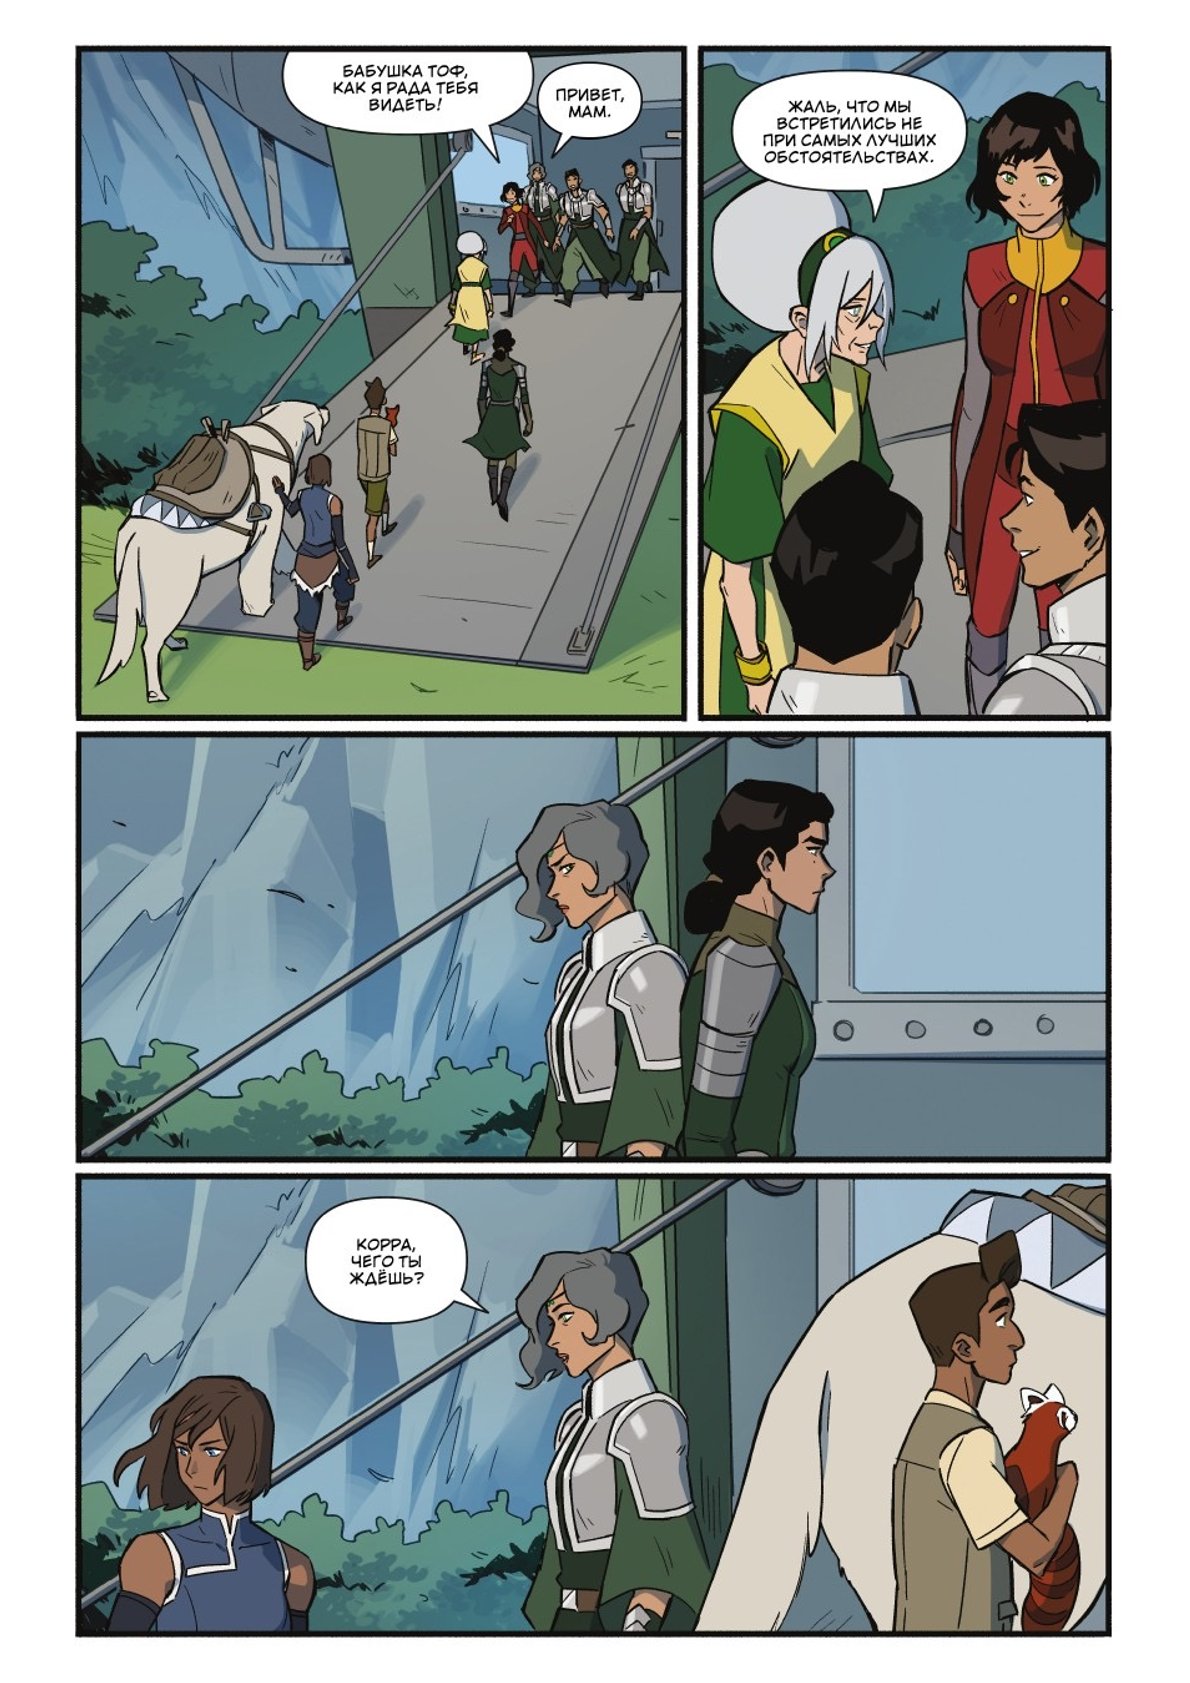 БАБУШКА ТОФ,
КАК Я РАДА ТЕБЯ
ВИДЕТЬ!
ПРИВЕТ,
МАМ.
ЖАЛЬ, ЧТО МЫ
ВСТРЕТИЛИСЬ НЕ
ПРИ САМЫХ ЛУЧШИХ
ОБСТОЯТЕЛЬСТВАХ.
КОРРА,
ЧЕГО ТЫ
ЖДЁШЬ?